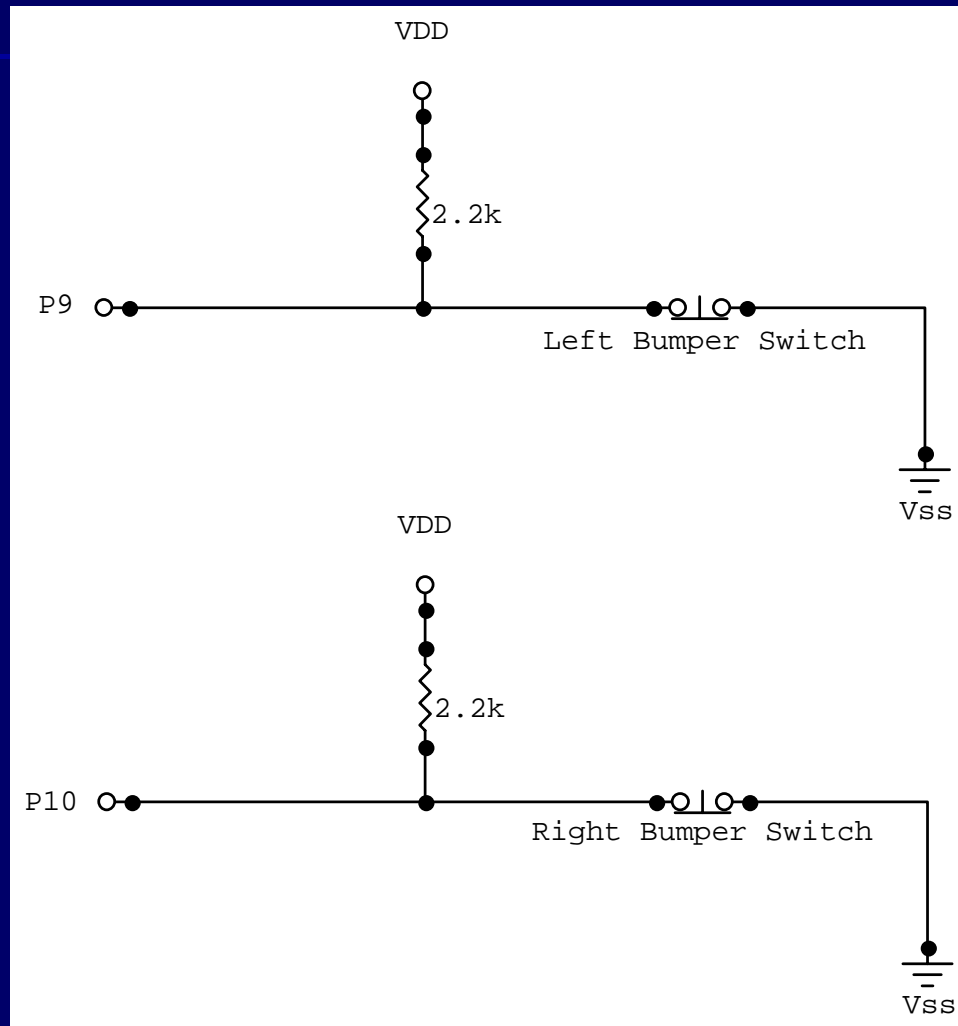 VDD
2.2k
P9
Left Bumper Switch
Vss
VDD
2.2k
P10
Right Bumper Switch
Vss